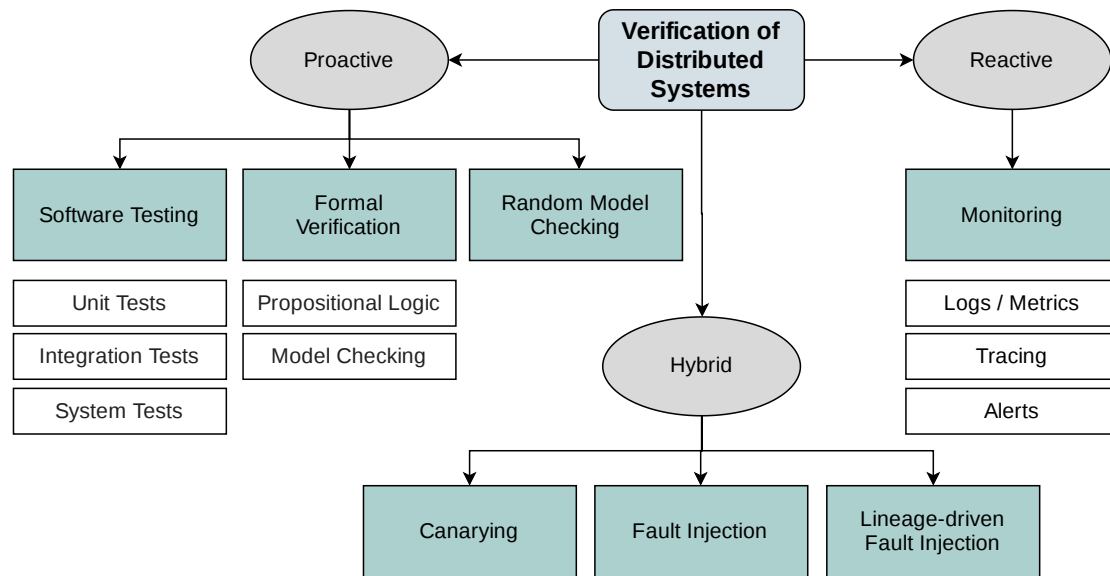 Verification of
Distributed
Systems
Proactive
Reactive
Software Testing
Formal
Verification
Random Model
Checking
Monitoring
Unit Tests
Integration Tests
System Tests
Propositional Logic
Model Checking
Logs / Metrics
Tracing
Alerts
Hybrid
Canarying
Fault Injection
Lineage-driven
Fault Injection